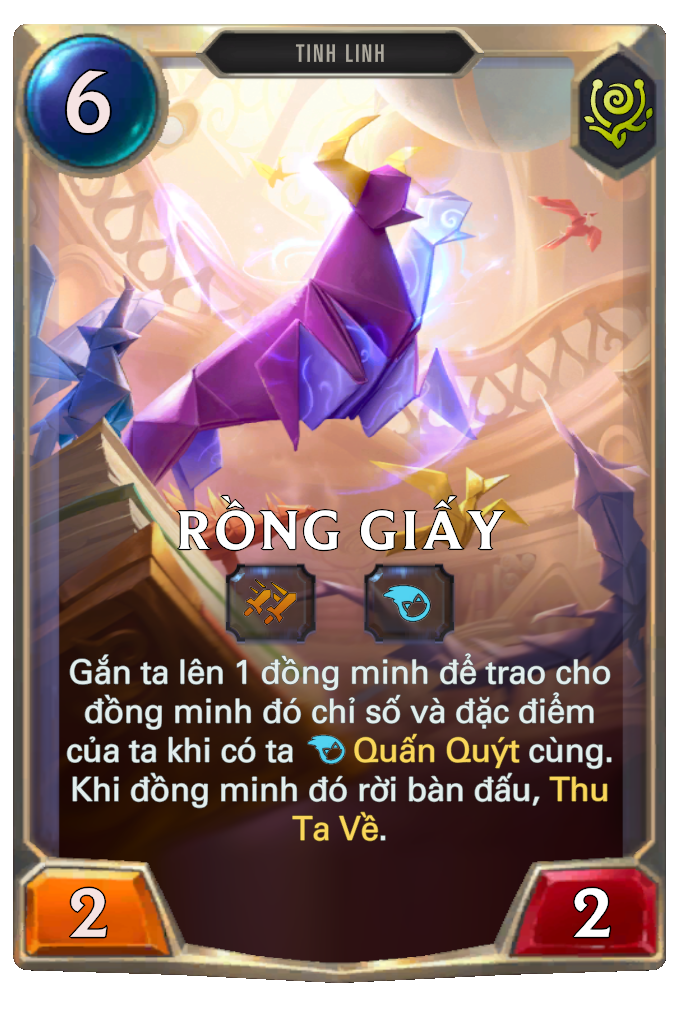 TINH LINH
6
RỒNG GIẤY
Gắn ta lên 1 đồng minh để trao cho
đồng minh đó chỉ số và đặc điểm
của ta khi có ta Quấn Quýt cùng.
Khi đồng minh đó rời bàn đấu, Thu
Ta Về.
2
2